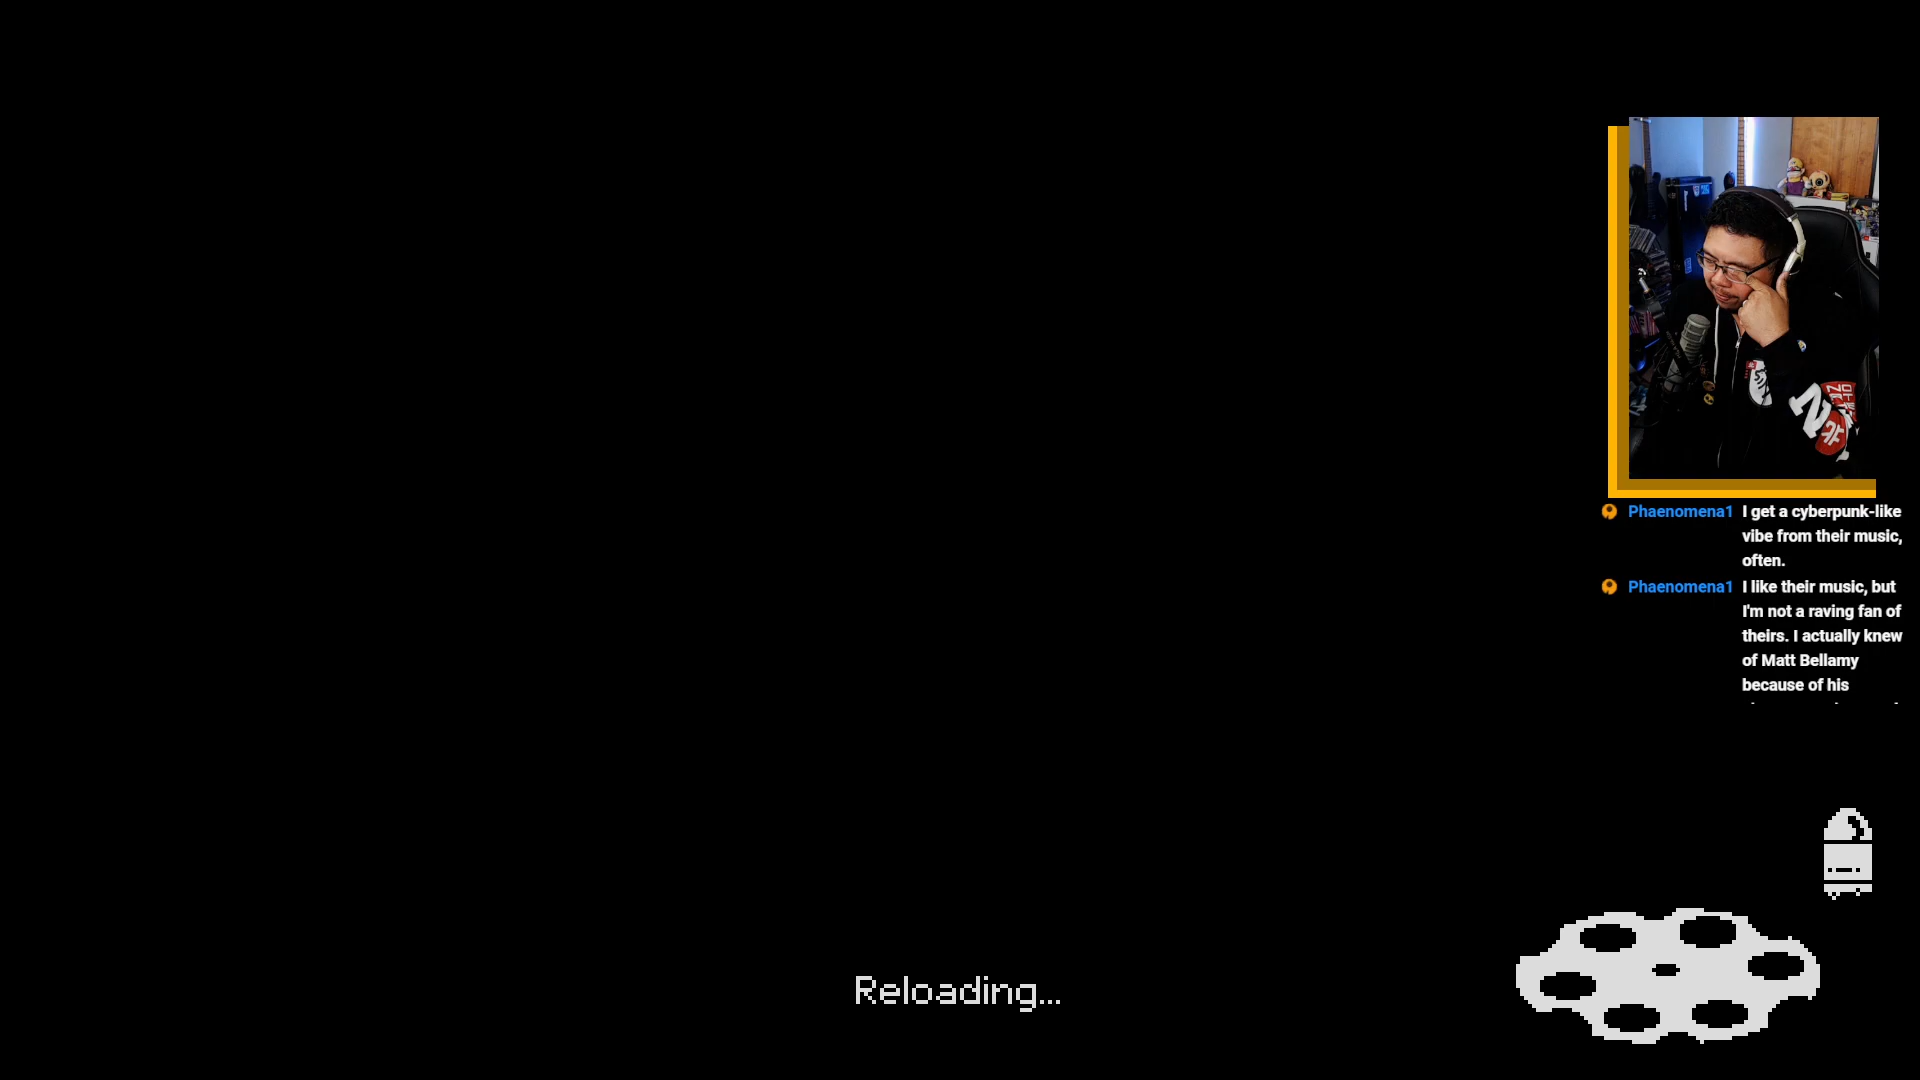 Phaenomena1 I get a cyberpunk-like
vibe from their music,
often.
Phaenomena1 I like their music, but
I'm not a raving fan of
theirs. I actually knew
of Matt Bellamy
because of his
Reloading...